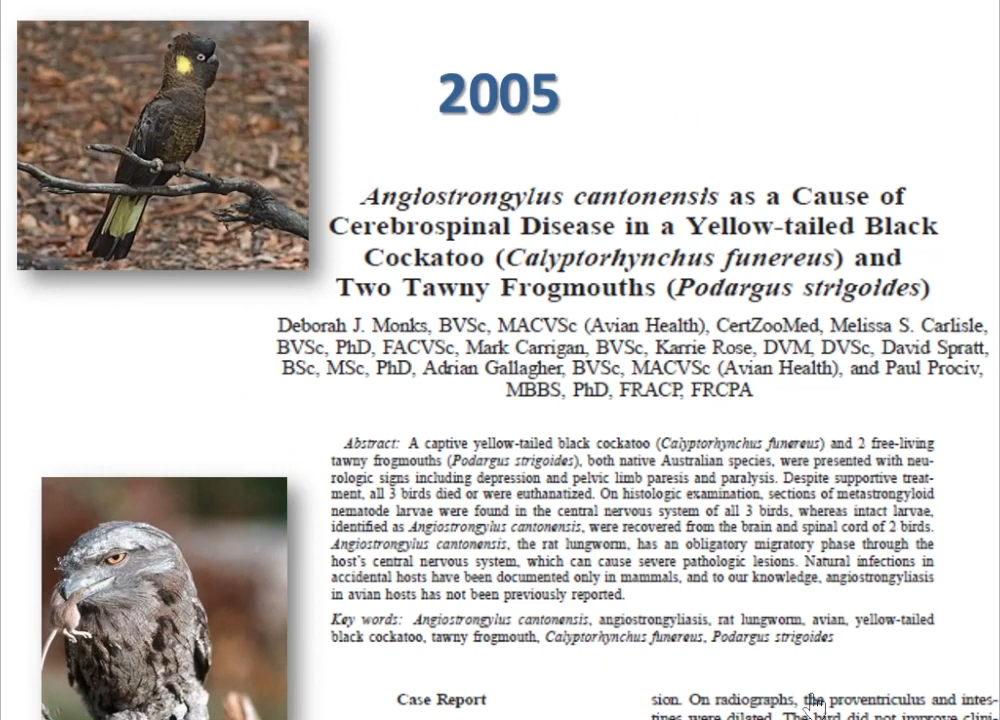 2005
Angiostrongylus cantonensis as a Cause of
Cerebrospinal Disease in a Yellow-tailed Black
Cockatoo (Calyptorhynchus funereus) and
Two Tawny Frogmouths (Podargus strigoides)
Deborah J. Monks, BVSc, MACVSc (Avian Health), CertZooMed, Melissa S. Carlisle,
BVSc, PhD, FACVSc, Mark Carrigan, BVSc, Karrie Rose, DVM, DVSc, David Spratt,
BSc, MSc, PhD, Adrian Gallagher, BVSc, MACVSc (Avian Health), and Paul Prociv,
MBBS, PhD, FRACP, FRCPA
Abstract: A captive yellow-tailed black cockatoo (Calyptorhynchus funereus) and 2 free-living
tawny frogmouths (Podargus strigoides), both native Australian species, were presented with neu-
rologic signs including depression and pelvic limb paresis and paralysis. Despite supportive treat-
ment, all 3 birds died or were euthanatized. On histologic examination, sections of metastrongyloid
nematode larvae were found in the central nervous system of all 3 birds, whereas intact larvae,
identified as Angiostrongylus cantonensis, were recovered from the brain and spinal cord of 2 birds.
Angiostrongylus cantonensis, the rat lungworm, has an obligatory migratory phase through the
host's central nervous system, which can cause severe pathologic lesions. Natural infections in
accidental hosts have been documented only in mammals, and to our knowledge, angiostrongyliasis
in avian hosts has not been previously reported.
Key words: Angiostrongylus cantonensis, angiostrongyliasis, rat lungworm, avian, yellow-tailed
black cockatoo, tawny frogmouth, Calyptorhynchus funereus, Podargus strigoides
Case Report
sion. On radiographs, the proventriculus and intes-
tines were dilated. The bird did not improve clini-